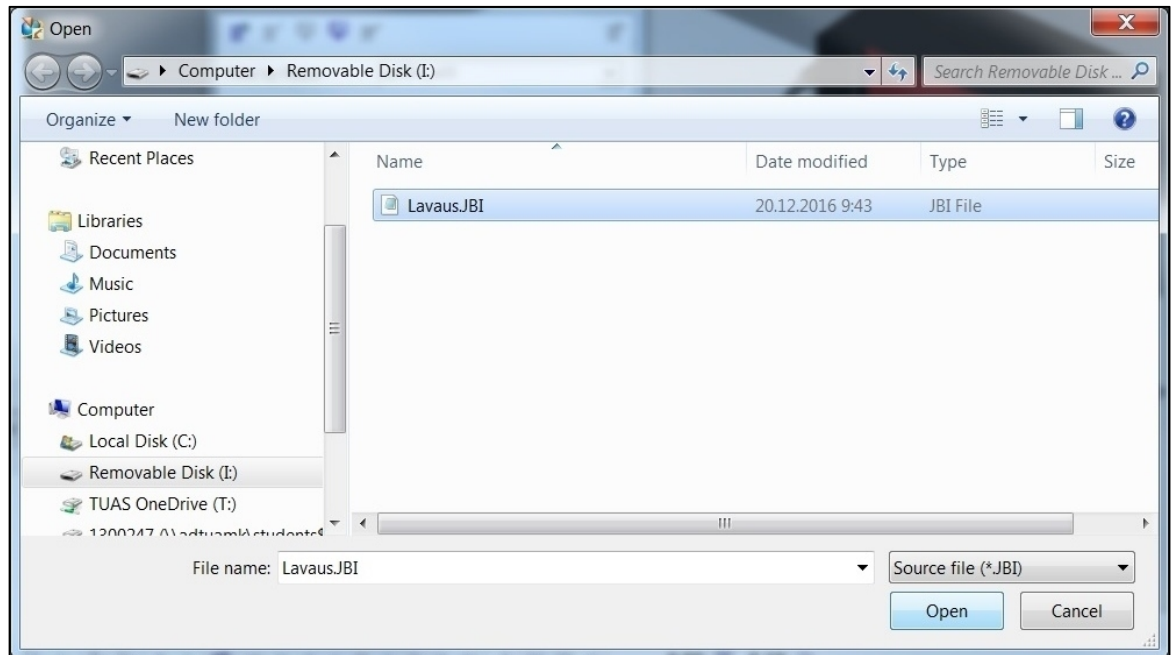 Open
Computer ▸ Removable Disk (I:)
Search Removable Disk ...
Organize ▾ New folder
Recent Places
Libraries
Documents
Music
Pictures
Videos
Computer
Local Disk (C:)
Removable Disk (I:)
TUAS OneDrive (T:)
Name Date modified Type Size
Lavaus.JBI 20.12.2016 9:43 JBI File
File name: Lavaus.JBI Source file (*.JBI)
Open Cancel